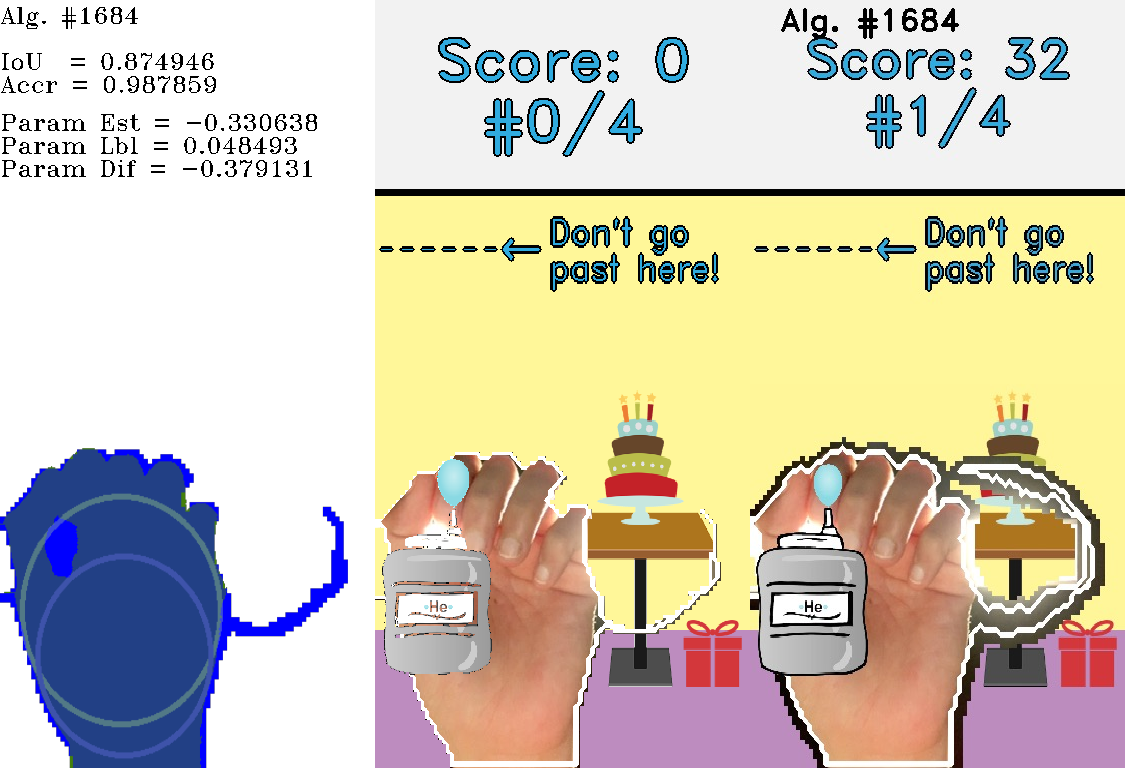 Alg. #1684
IoU = 0.874946
Accr = 0.987859
Param Est = −0.330638
Param Lbl = 0.048493
Param Dif = −0.379131
Score: 0
#0/4
Don't go
past here!
He
Alg. #1684
Score: 32
#1/4
Don't go
past here!
He